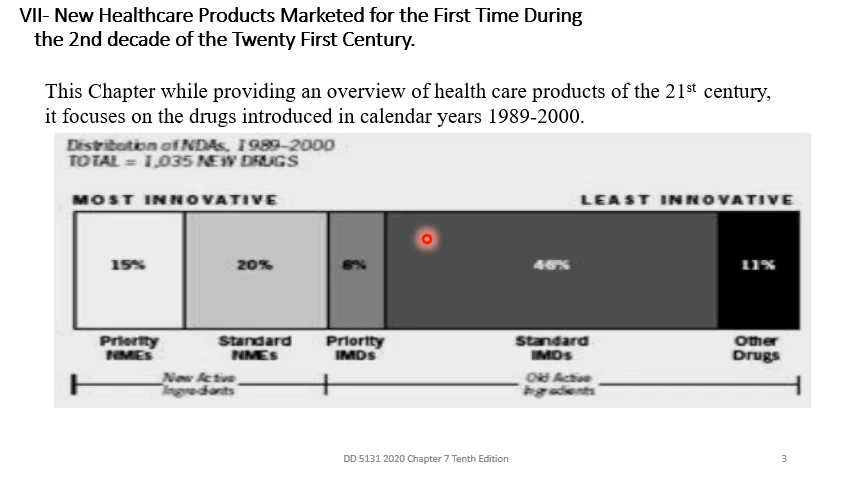 VII- New Healthcare Products Marketed for the First Time During
the 2nd decade of the Twenty First Century.
This Chapter while providing an overview of health care products of the 21st century,
it focuses on the drugs introduced in calendar years 1989-2000.
Distribution of NDAs, 1989–2000
TOTAL = 1,035 NEW DRUGS
MOST INNOVATIVE LEAST INNOVATIVE
15% 20% 8% 46% 11%
Priority Standard Priority Standard Other
NMEs NMEs IMDs IMDs Drugs
New Active Old Active
Ingredients Ingredients
DD 5131 2020 Chapter 7 Tenth Edition 3